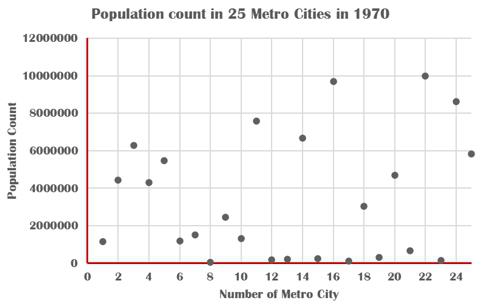 Population count in 25 Metro Cities in 1970
12000000
10000000
8000000
6000000
4000000
2000000
0
Population Count
0 2 4 6 8 10 12 14 16 18 20 22 24
Number of Metro City